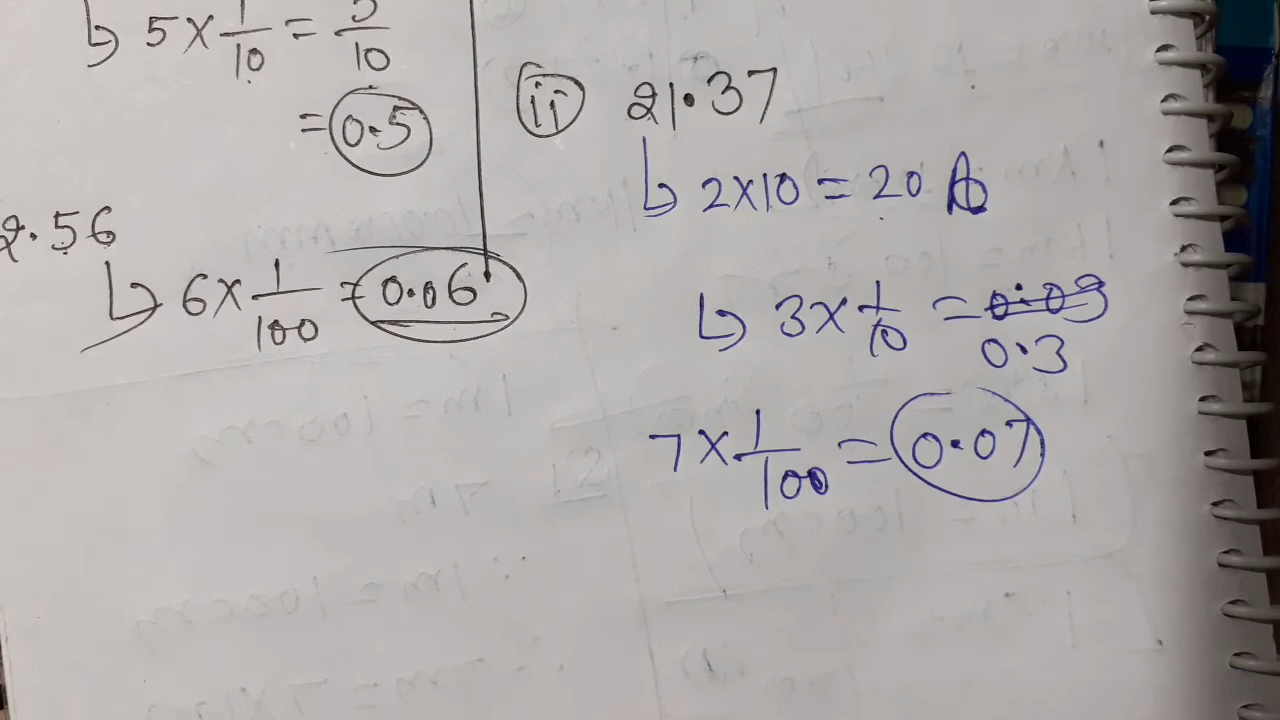 ↳ 5 × 1/10 = 5/10
= 0.5
2.56
↳ 6 × 1/100 = 0.06
ii 21.37
↳ 2×10 = 20
↳ 3 × 1/10 =
0.3
7 × 1/100 = 0.07